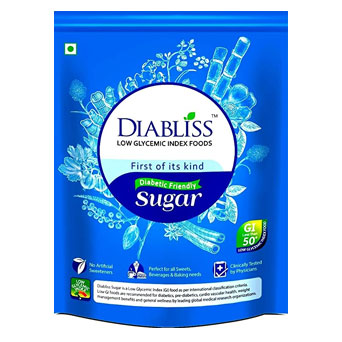 DIABLISS™
LOW GLYCEMIC INDEX FOODS
First of its kind
Diabetic Friendly
Sugar
GI
50*
No Artificial
Sweeteners
Perfect for all Sweets,
Beverages & Baking needs
Clinically Tested
by Physicians
Diabliss Sugar is a Low Glycemic Index (GI) food as per international classification criteria.
Low GI foods are recommended for diabetics, pre-diabetics, cardio vascular health, weight
management benefits and general wellness by leading global medical research organizations.